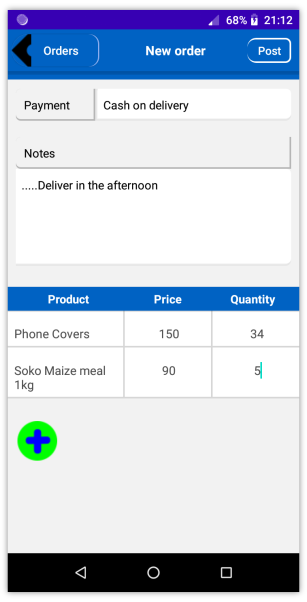 68% 21:12
Orders New order Post
Payment Cash on delivery
Notes
.....Deliver in the afternoon
Product Price Quantity
Phone Covers 150 34
Soko Maize meal 90 5
1kg